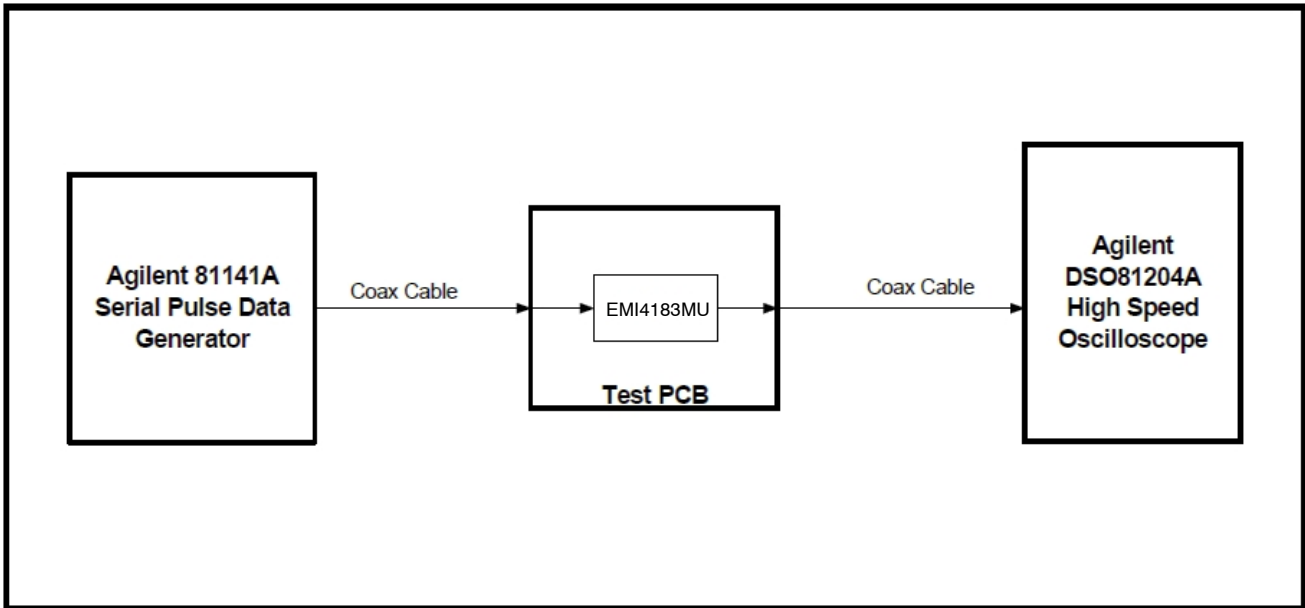 Agilent 81141A
Serial Pulse Data
Generator
Coax Cable
EMI4183MU
Test PCB
Coax Cable
Agilent
DSO81204A
High Speed
Oscilloscope